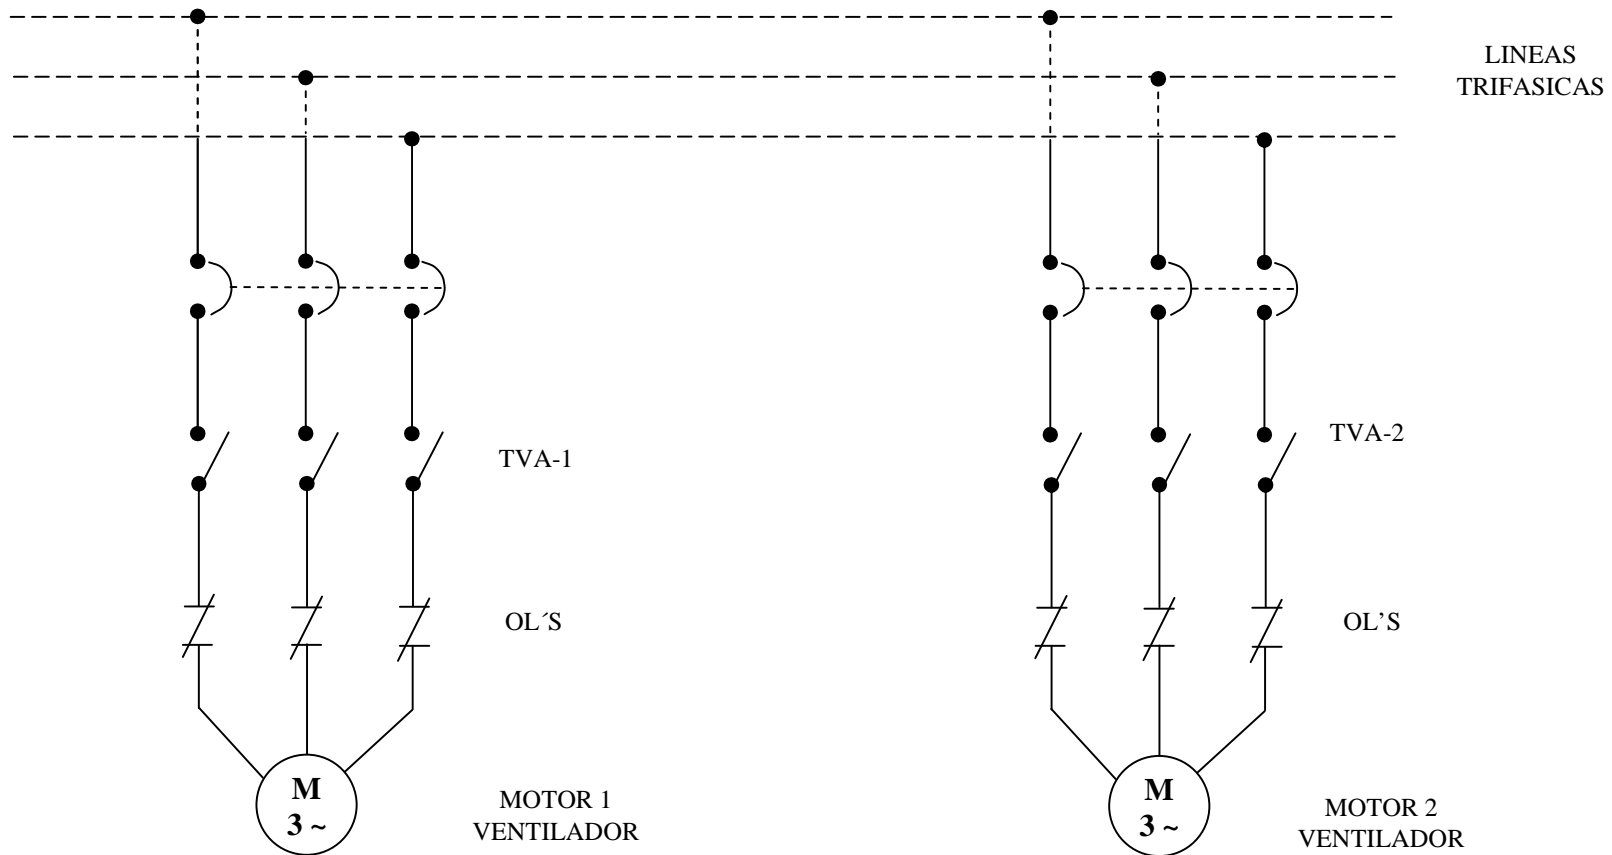 LINEAS
TRIFASICAS
TVA-1
TVA-2
OL´S
OL’S
M
3 ~
MOTOR 1
VENTILADOR
M
3 ~
MOTOR 2
VENTILADOR